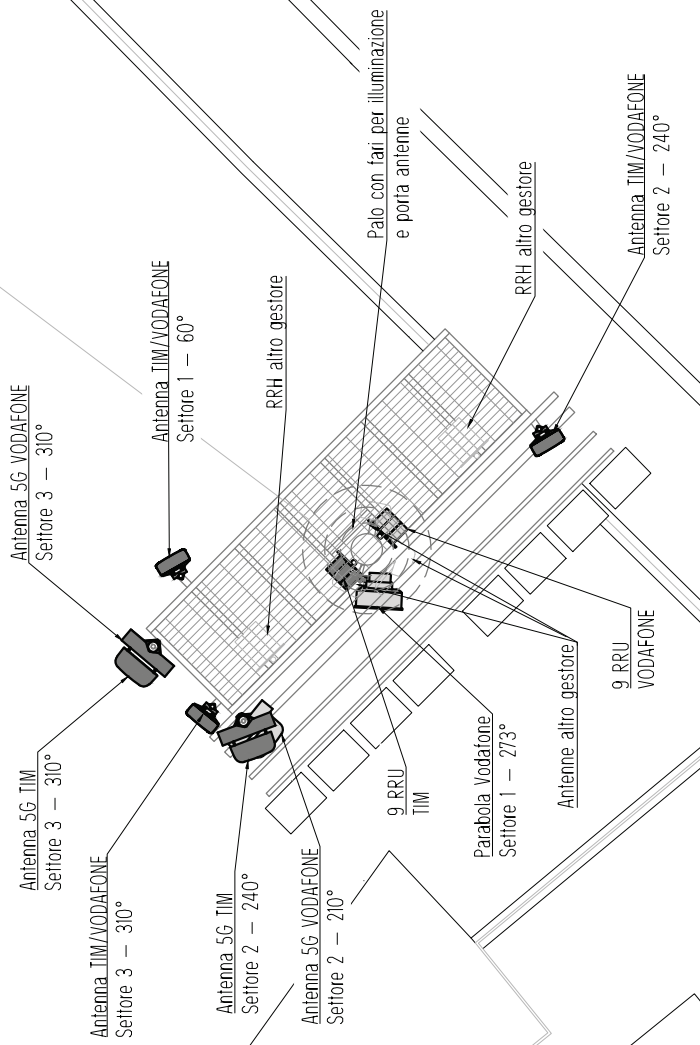 Antenna 5G TIM
Settore 3 – 310°
Antenna 5G VODAFONE
Settore 3 – 310°
Antenna TIM/VODAFONE
Settore 3 – 310°
Antenna TIM/VODAFONE
Settore 1 – 60°
Antenna 5G TIM
Settore 2 – 240°
RRH altro gestore
Antenna 5G VODAFONE
Settore 2 – 210°
Palo con fari per illuminazione
e porta antenne
9 RRU
TIM
Parabola Vodafone
Settore 1 – 273°
RRH altro gestore
Antenne altro gestore
Antenna TIM/VODAFONE
Settore 2 – 240°
9 RRU
VODAFONE